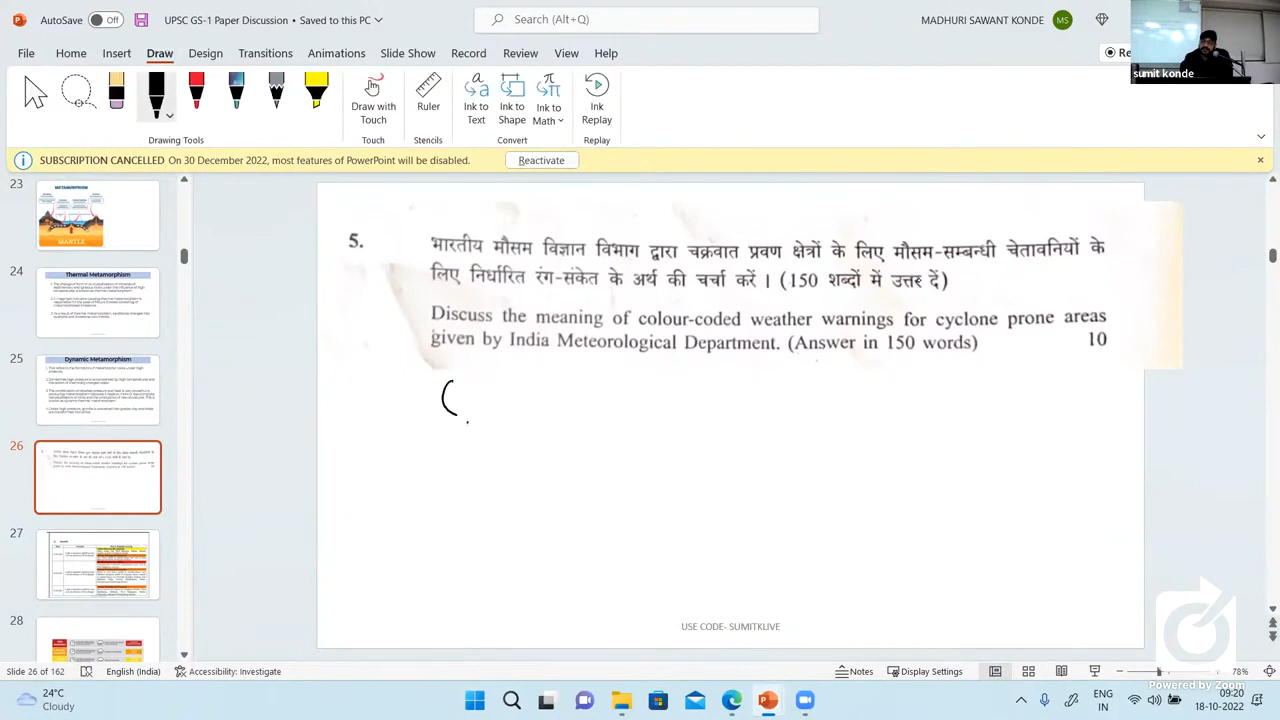 AutoSave Off UPSC GS-1 Paper Discussion • Saved to this PC Search (Alt+Q) MADHURI SAWANT KONDE MS
File Home Insert Draw Design Transitions Animations Slide Show Review View Help Re
sumit konde
Draw with Touch
Ruler
Ink to Text
Ink to Shape
Ink to Math
Ink Replay
Drawing Tools Touch Stencils Convert Replay
SUBSCRIPTION CANCELLED On 30 December 2022, most features of PowerPoint will be disabled. Reactivate
23
METAMORPHISM
MANTLE
24
Thermal Metamorphism
25
Dynamic Metamorphism
26
27
28
5. भारतीय मौसम विज्ञान विभाग द्वारा चक्रवात प्रवण क्षेत्रों के लिए मौसम-सम्बन्धी चेतावनियों के
लिए के अर्थ की चर्चा करें । (150 शब्दों में उत्तर दें)
Discuss the meaning of colour-coded weather warnings for cyclone prone areas
given by India Meteorological Department. (Answer in 150 words) 10
USE CODE- SUMITKLIVE
Powered by Zoom
Slide 26 of 162 English (India) Accessibility: Investigate Notes Display Settings 78%
24°C
Cloudy
ENG
IN
09:20
18-10-2022